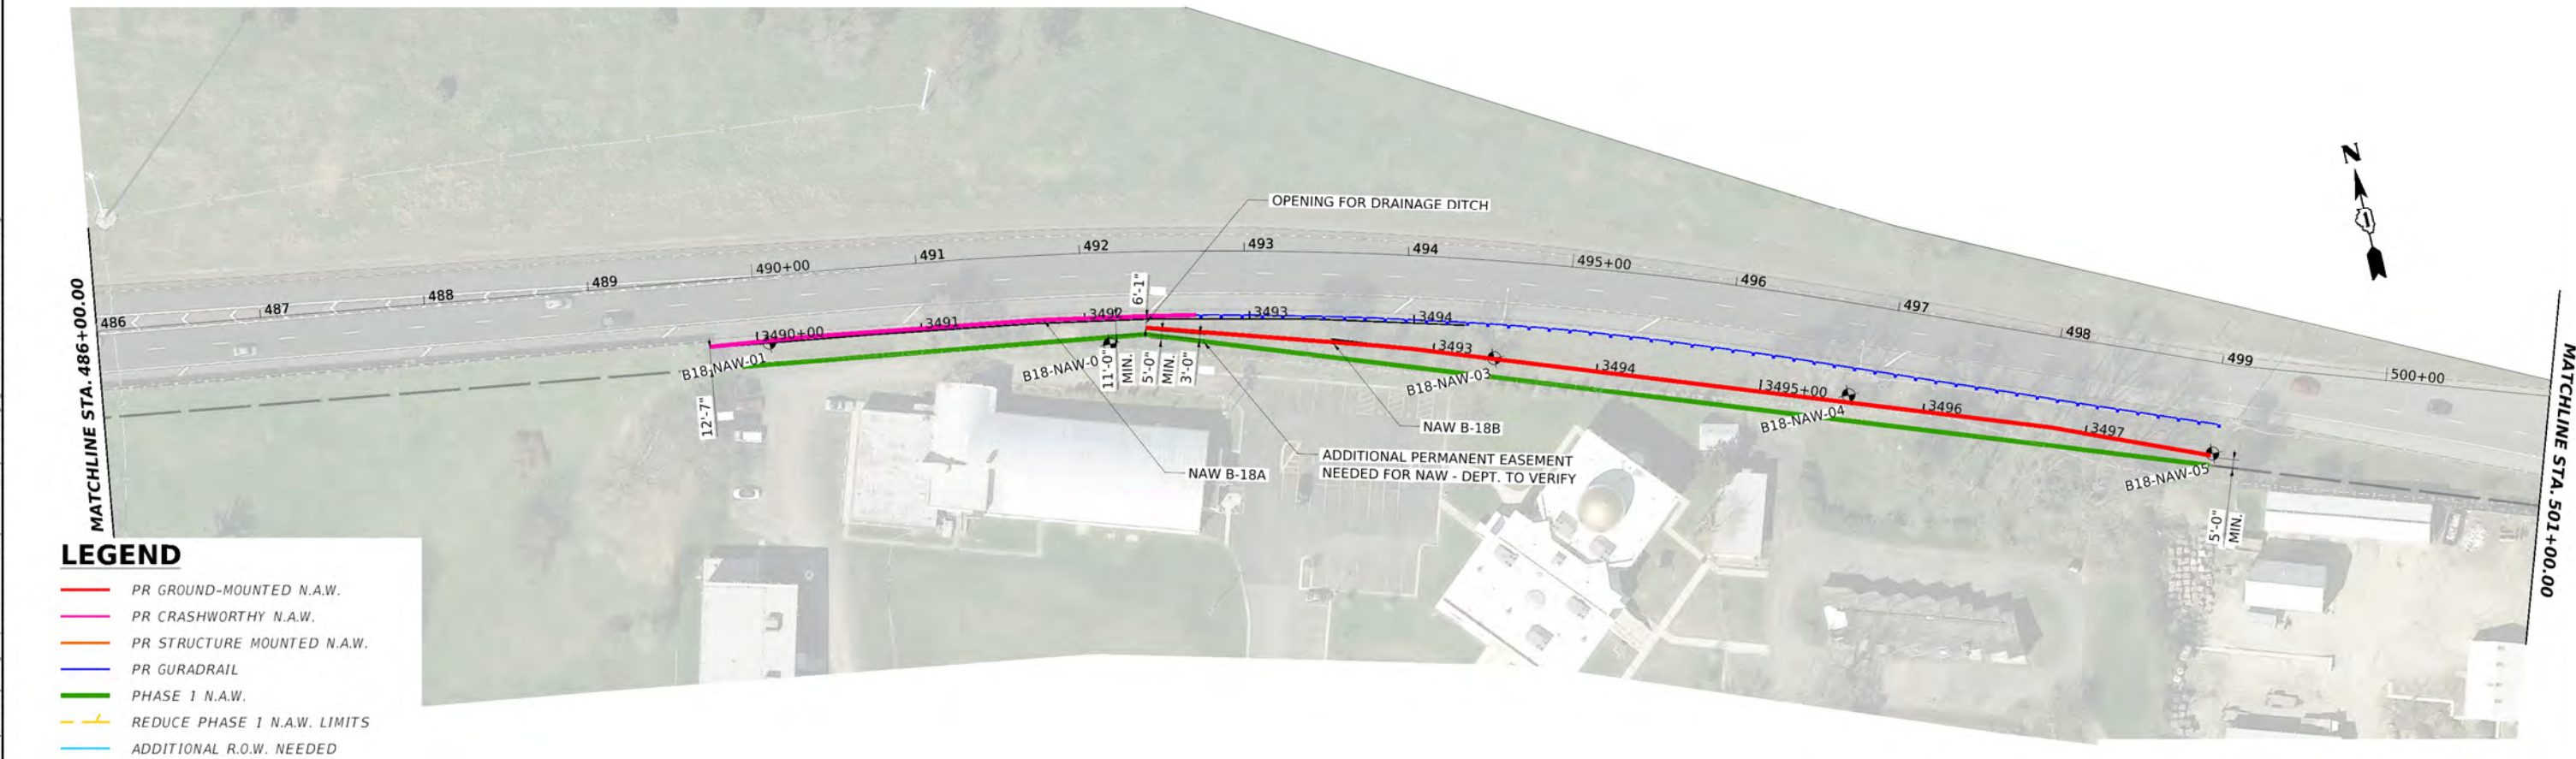 OPENING FOR DRAINAGE DITCH
N
486
487
488
489
490+00
491
492
493
494
495+00
496
497
498
499
500+00
6'-1"
3490+00
3491
3492
3493
3494
3493
3494
3495+00
3496
3497
B18-NAW-01
B18-NAW-0
B18-NAW-03
B18-NAW-04
B18-NAW-05
12'-7"
11'-0"
MIN.
5'-0"
MIN.
3'-0"
5'-0"
MIN.
NAW B-18A
NAW B-18B
ADDITIONAL PERMANENT EASEMENT
NEEDED FOR NAW - DEPT. TO VERIFY
MATCHLINE STA. 486+00.00
MATCHLINE STA. 501+00.00
LEGEND
PR GROUND-MOUNTED N.A.W.
PR CRASHWORTHY N.A.W.
PR STRUCTURE MOUNTED N.A.W.
PR GURADRAIL
PHASE 1 N.A.W.
REDUCE PHASE 1 N.A.W. LIMITS
ADDITIONAL R.O.W. NEEDED